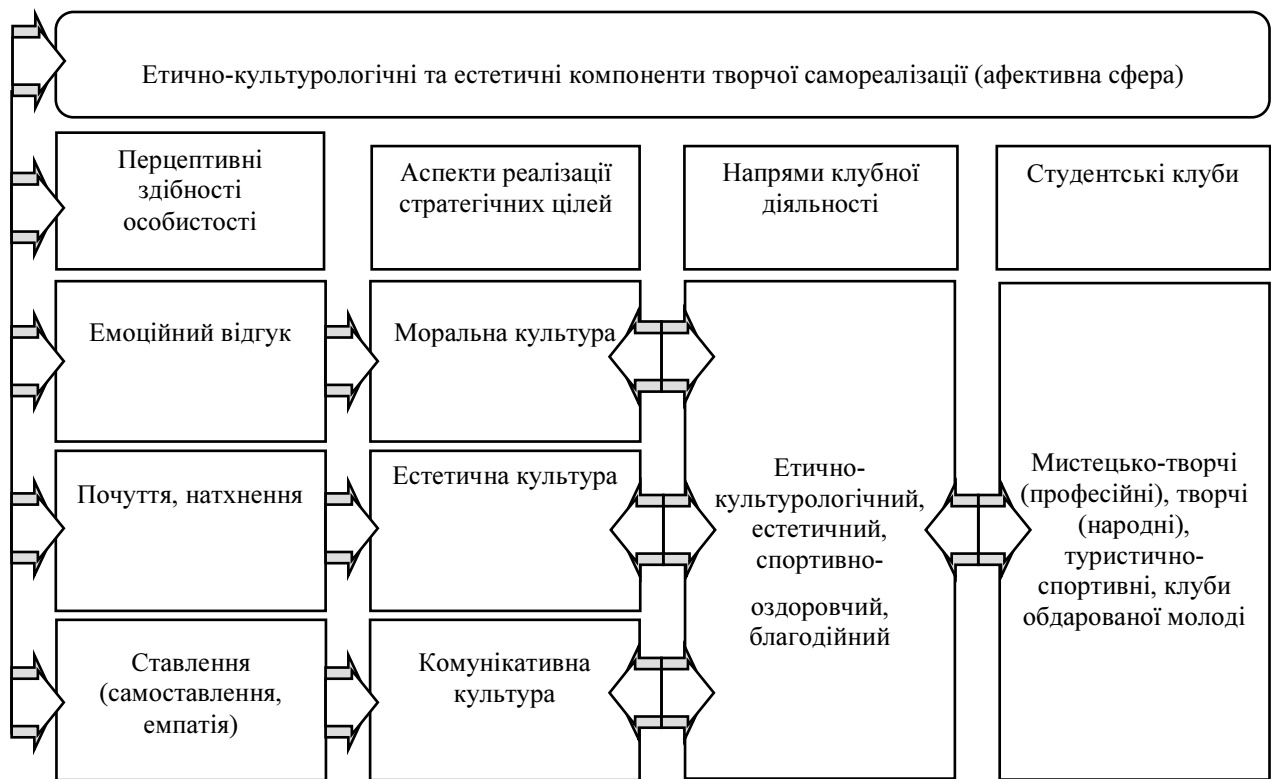 Етично-культурологічні та естетичні компоненти творчої самореалізації (афективна сфера)
Перцептивні
здібності
особистості
Аспекти реалізації
стратегічних цілей
Напрями клубної
діяльності
Студентські клуби
Емоційний відгук
Моральна культура
Почуття, натхнення
Естетична культура
Ставлення
(самоставлення,
емпатія)
Комунікативна
культура
Етично-
культурологічний,
естетичний,
спортивно-
оздоровчий,
благодійний
Мистецько-творчі
(професійні), творчі
(народні),
туристично-
спортивні, клуби
обдарованої молоді